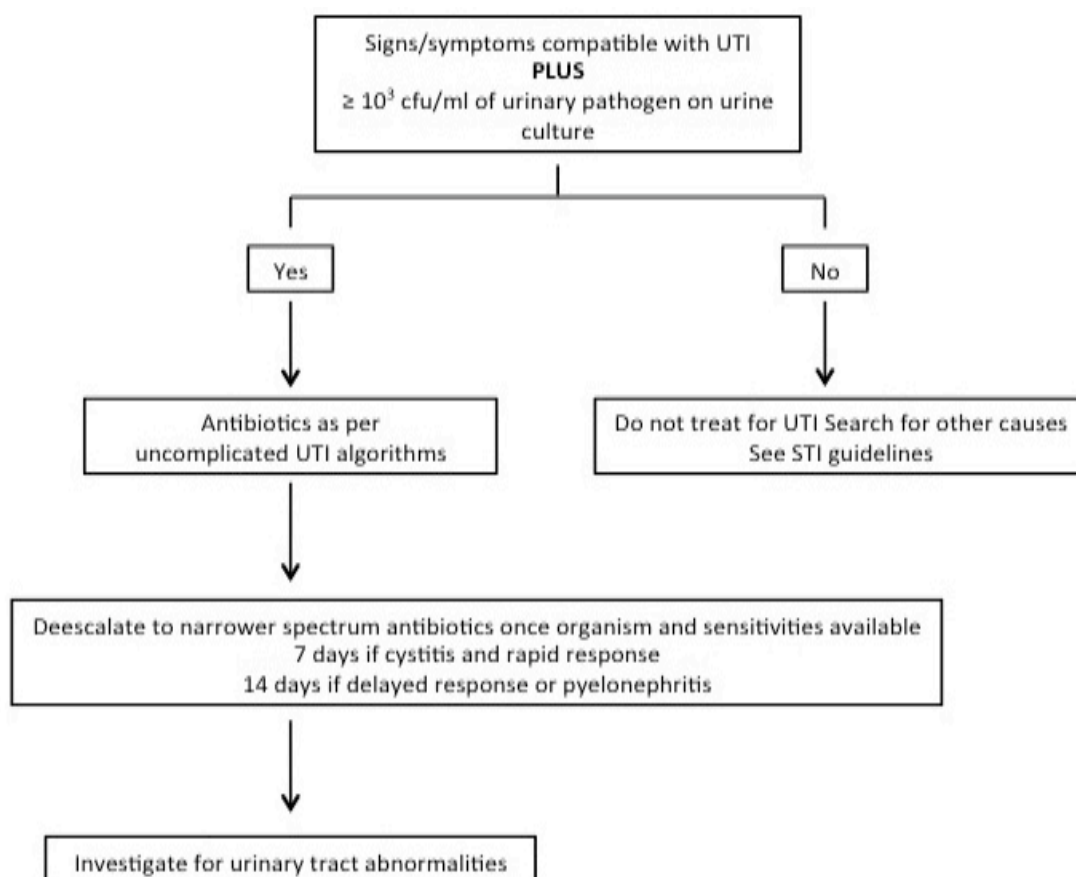 Signs/symptoms compatible with UTI
PLUS
≥ 10³ cfu/ml of urinary pathogen on urine
culture
Yes
No
Antibiotics as per
uncomplicated UTI algorithms
Do not treat for UTI Search for other causes
See STI guidelines
Deescalate to narrower spectrum antibiotics once organism and sensitivities available
7 days if cystitis and rapid response
14 days if delayed response or pyelonephritis
Investigate for urinary tract abnormalities